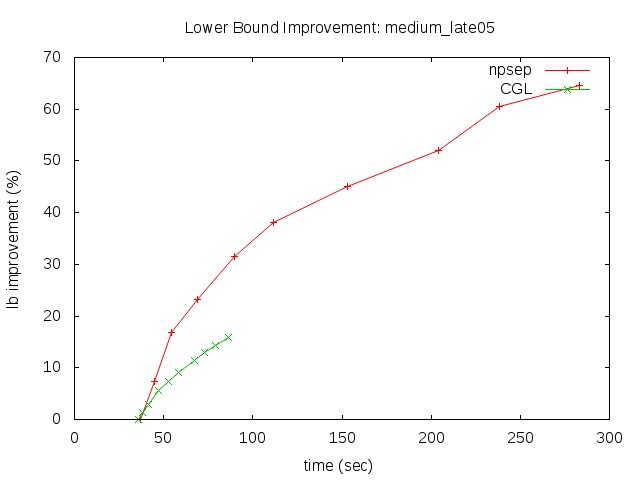 Lower Bound Improvement: medium_late05
70
60
50
40
30
20
10
0
lb improvement (%)
npsep
CGL
0 50 100 150 200 250 300
time (sec)